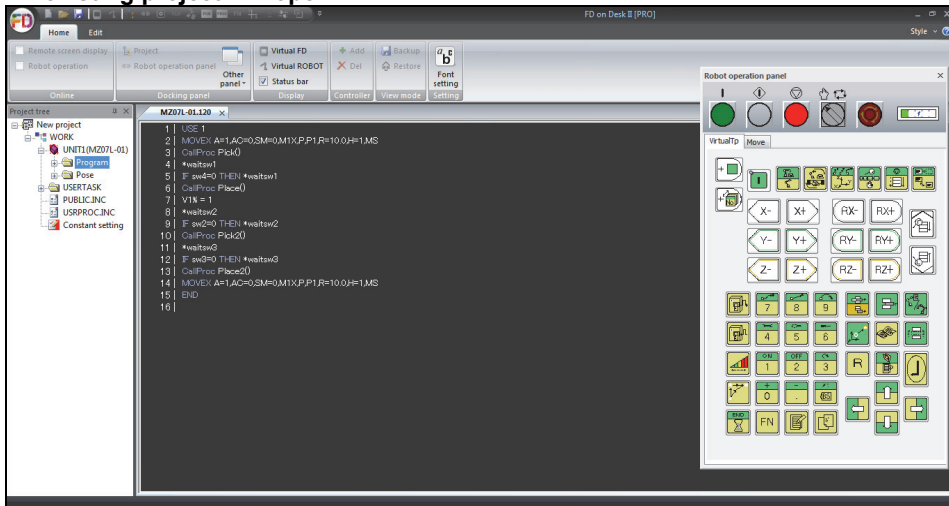 project
FD
FD on Desk II [PRO]
Home Edit
Style
Remote screen display
Robot operation
Online
Project
Robot operation panel
Other panel
Docking panel
Virtual FD
Virtual ROBOT
Status bar
Display
Add
Del
Controller
Backup
Restore
View mode
a c
b
Font setting
Setting
Project tree
New project
WORK
UNIT1(MZ07L-01)
Program
Pose
USERTASK
PUBLIC.INC
USRPROC.INC
Constant setting
MZ07L-01.120
1 USE 1
2 MOVEX A=1,AC=0,SM=0,M1X,P,P1,R=10.0,H=1,MS
3 CallProc Pick()
4 *waitsw1
5 IF sw4=0 THEN *waitsw1
6 CallProc Place()
7 V1% = 1
8 *waitsw2
9 IF sw2=0 THEN *waitsw2
10 CallProc Pick2()
11 *waitsw3
12 IF sw3=0 THEN *waitsw3
13 CallProc Place2()
14 MOVEX A=1,AC=0,SM=0,M1X,P,P1,R=10.0,H=1,MS
15 END
16
Robot operation panel
VirtualTp Move
X- X+ RX- RX+
Y- Y+ RY- RY+
Z- Z+ RZ- RZ+
7 8 9
4 5 6
ON OFF
1 2 3 R
+ -
0 . BS
END
FN